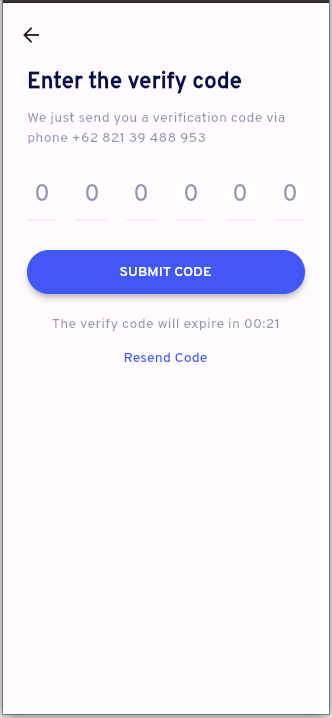 Enter the verify code
We just send you a verification code via
phone +62 821 39 488 953
0 0 0 0 0 0
SUBMIT CODE
The verify code will expire in 00:21
Resend Code